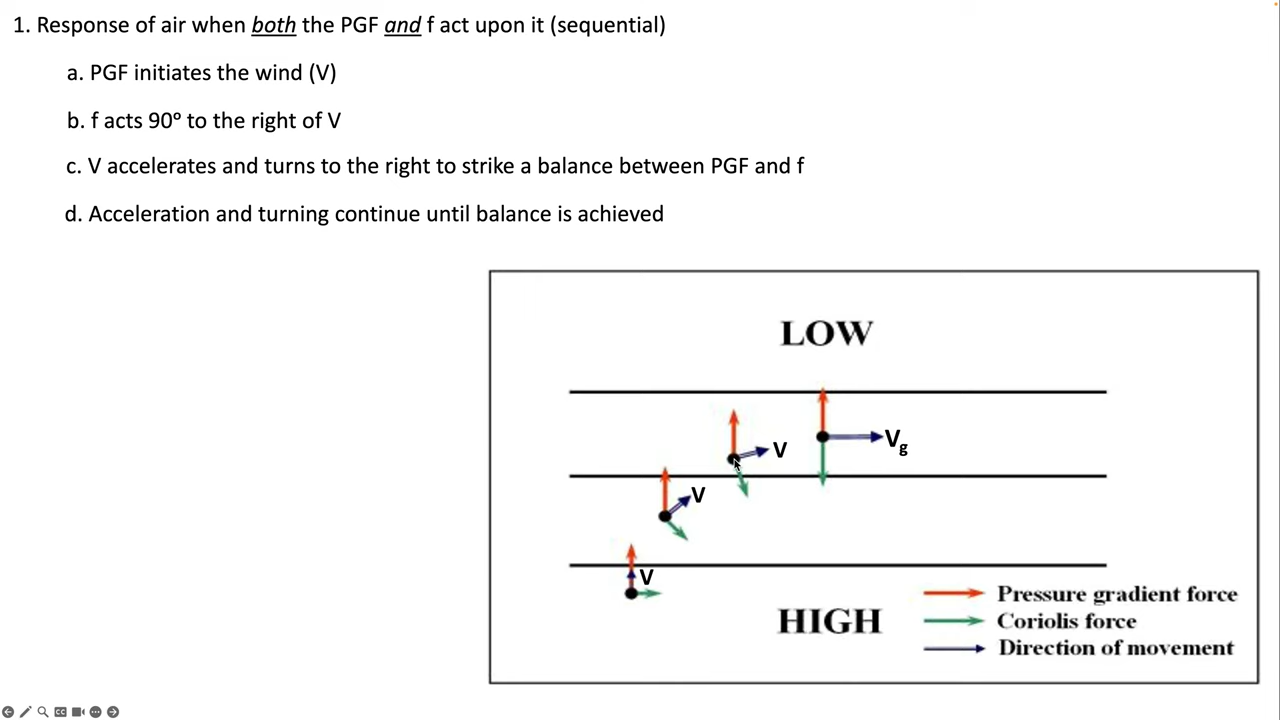 1. Response of air when both the PGF and f act upon it (sequential)
a. PGF initiates the wind (V)
b. f acts 90º to the right of V
c. V accelerates and turns to the right to strike a balance between PGF and f
d. Acceleration and turning continue until balance is achieved
LOW
V
Vg
V
V
HIGH
Pressure gradient force
Coriolis force
Direction of movement